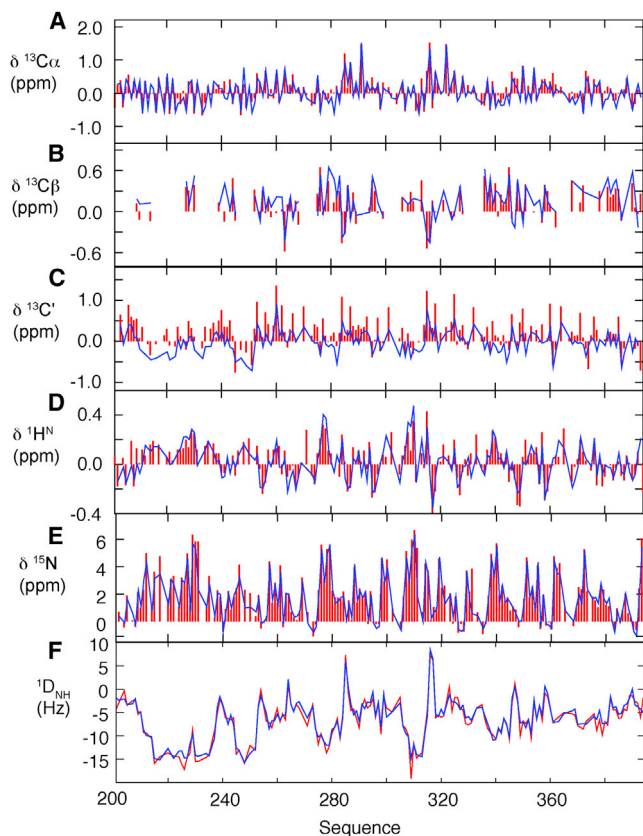 A
δ ¹³Cα
(ppm)
2.0
1.0
0.0
-1.0
B
δ ¹³Cβ
(ppm)
0.6
0.0
-0.6
C
δ ¹³C'
(ppm)
1.0
0.0
-1.0
D
δ ¹Hᴺ
(ppm)
0.4
0.0
-0.4
E
δ ¹⁵N
(ppm)
6
4
2
0
F
¹D_NH
(Hz)
10
5
0
-5
-10
-15
200 240 280 320 360
Sequence